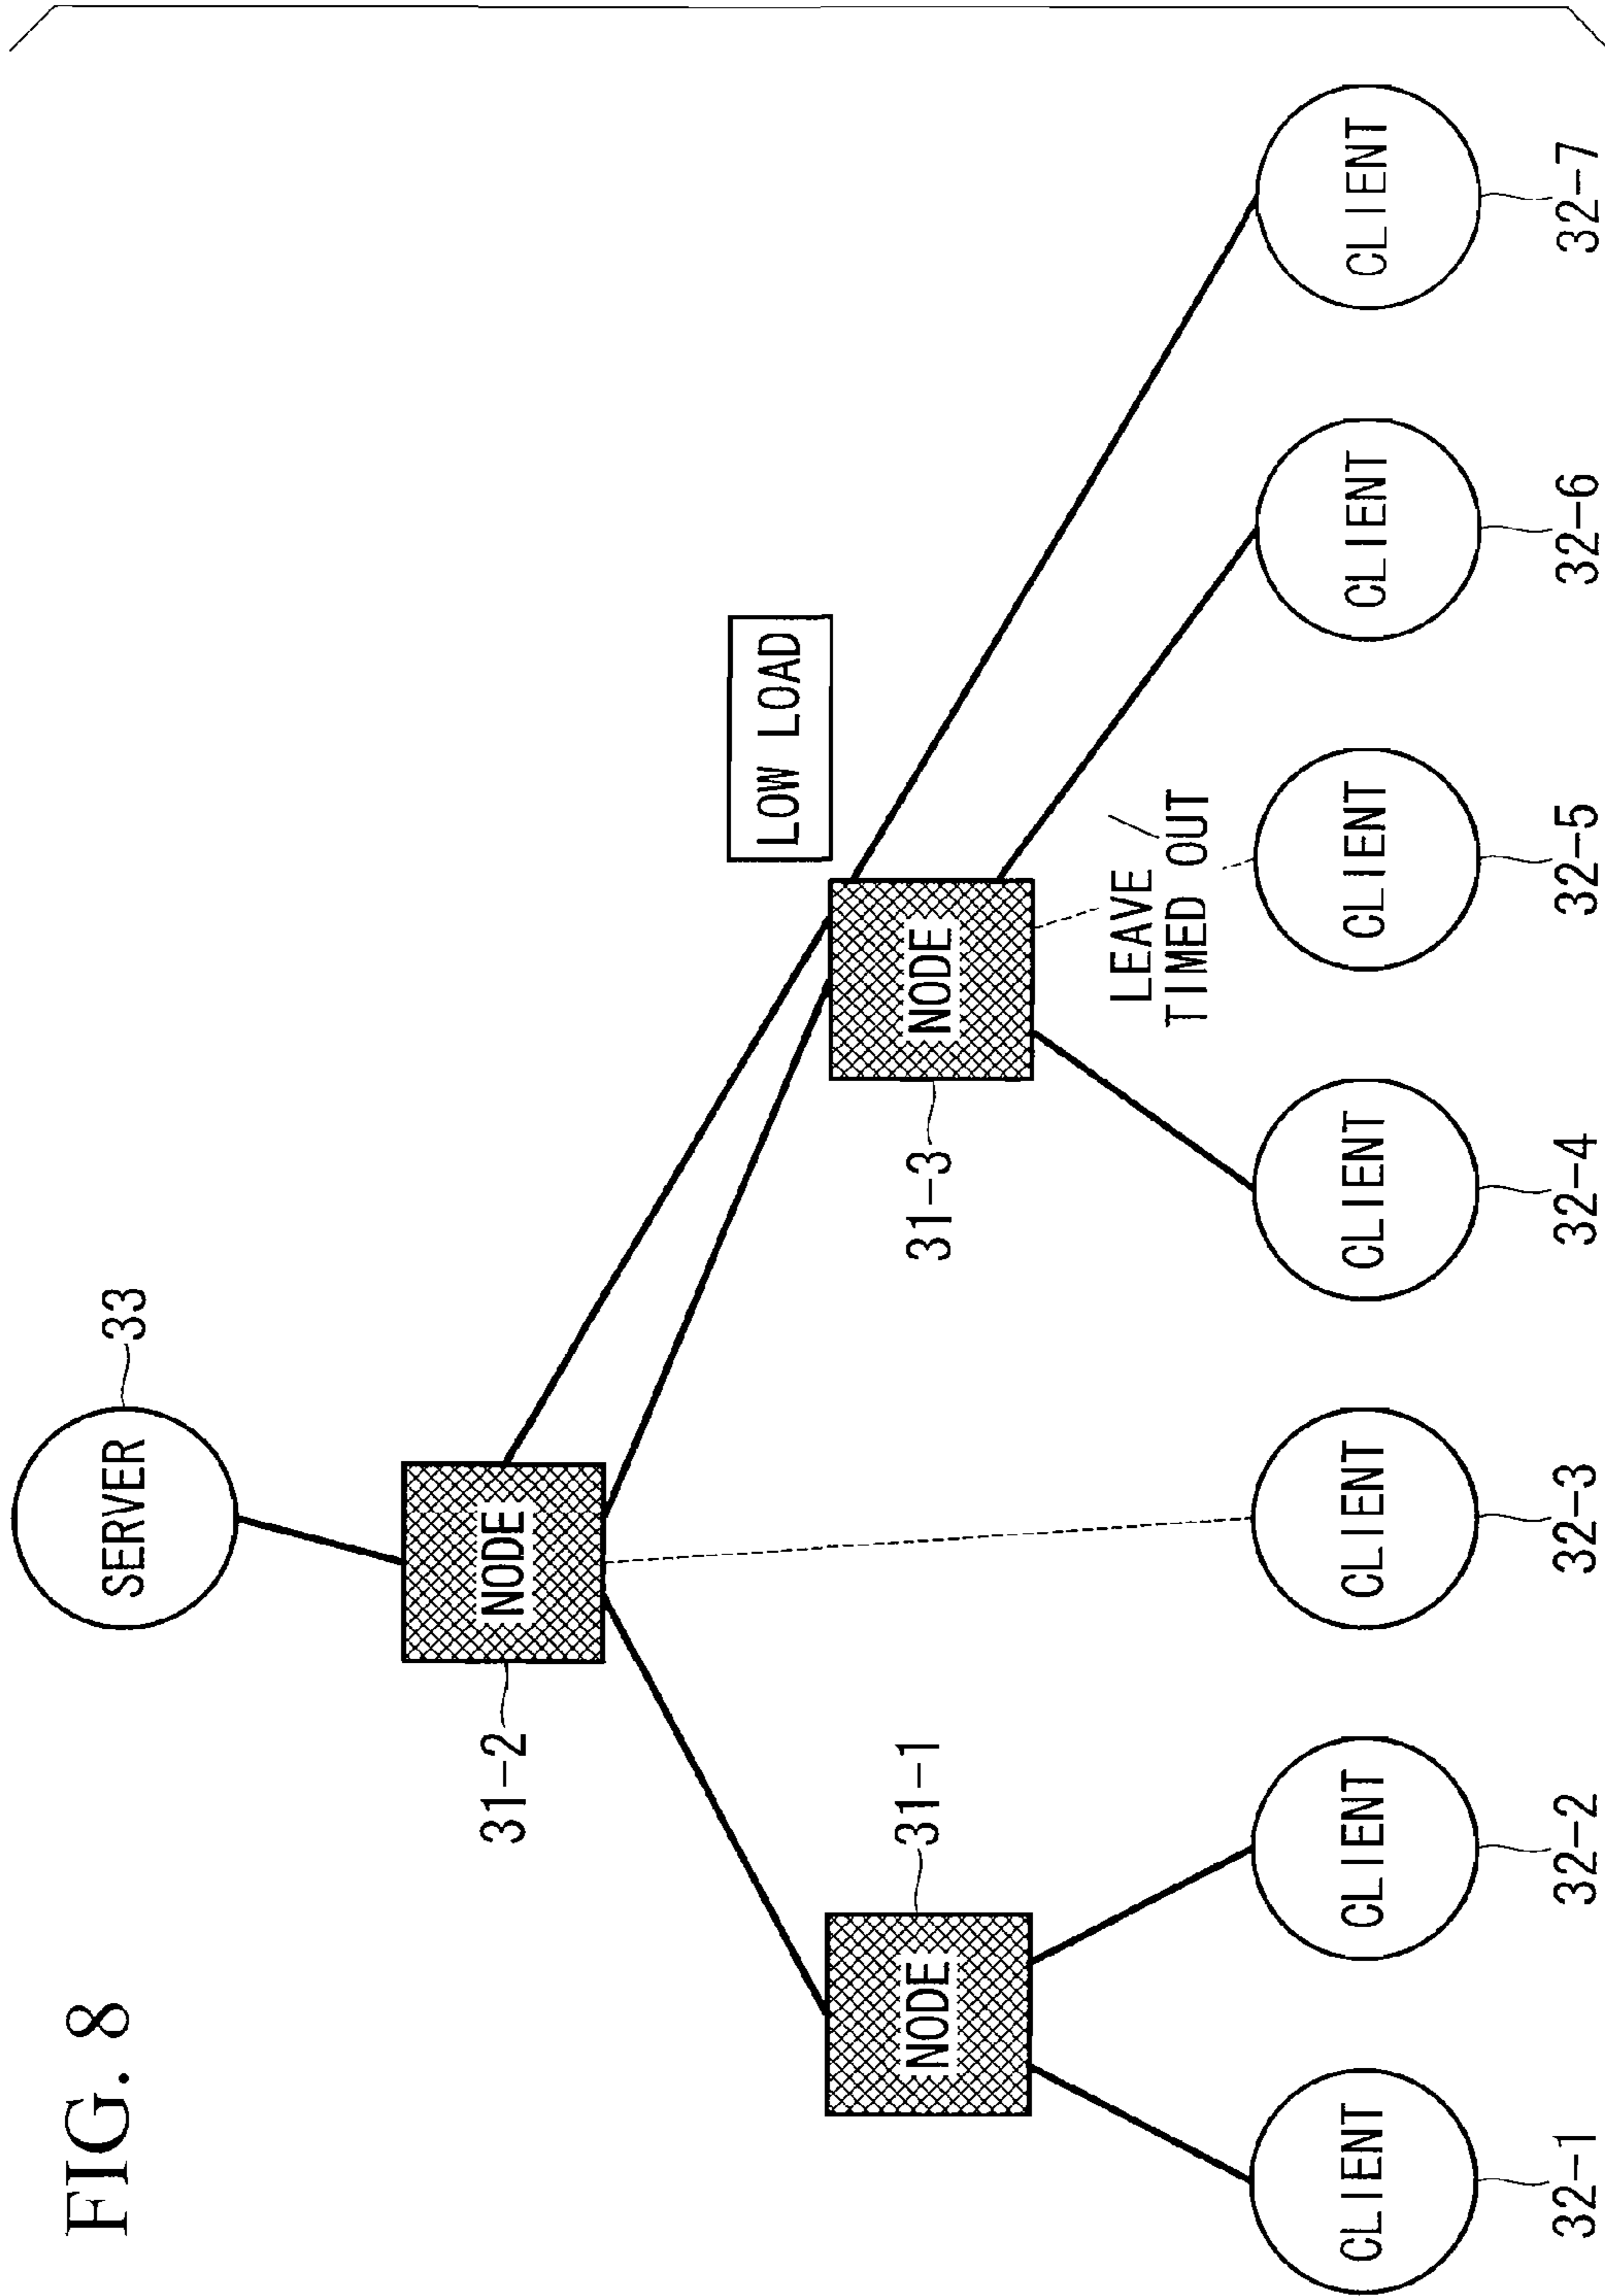 FIG. 8
SERVER
33
NODE
31-2
LOW LOAD
NODE
31-1
NODE
31-3
LEAVE
TIMED OUT
CLIENT
CLIENT
CLIENT
CLIENT
CLIENT
CLIENT
CLIENT
32-1
32-2
32-3
32-4
32-5
32-6
32-7